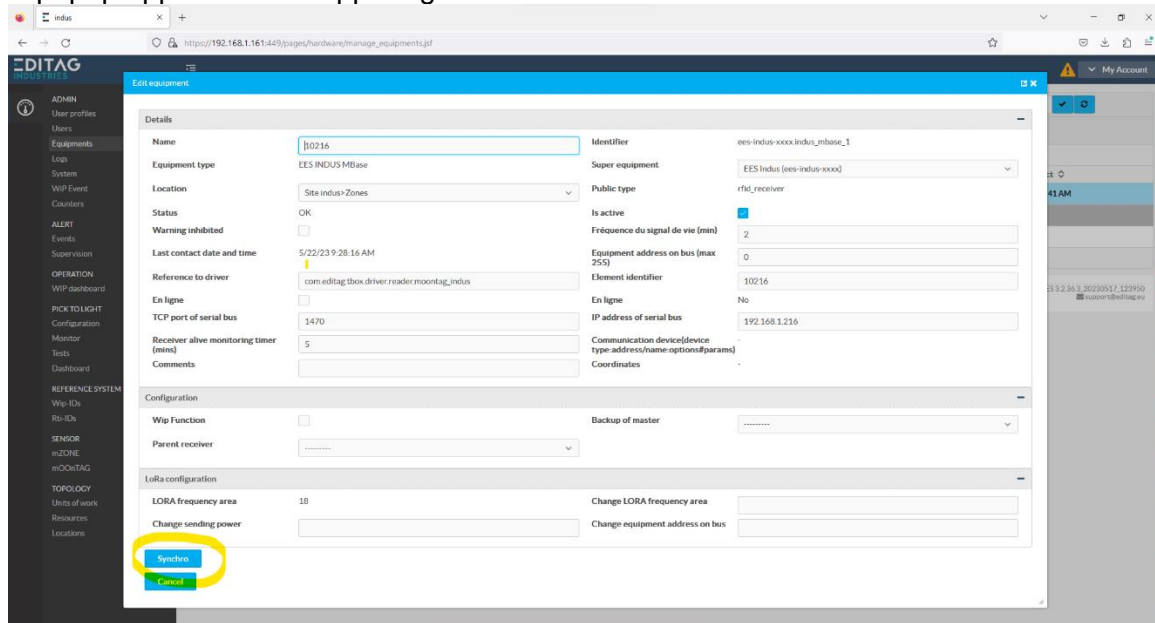 indus
https://192.168.1.161:449/pages/hardware/manage_equipments.jsf
EDITAG
INDUSTRIES
My Account
Edit equipment
ADMIN
User profiles
Users
Equipments
Logs
System
WIP Event
Counters
ALERT
Events
Supervision
OPERATION
WIP dashboard
PICK TO LIGHT
Configuration
Monitor
Tests
Dashboard
REFERENCE SYSTEM
Wip-IDs
Rti-IDs
SENSOR
mZONE
mOOnTAG
TOPOLOGY
Units of work
Resources
Locations
Details
Name 10216 Identifier ees-indus-xxxx.indus_mbase_1
Equipment type EES INDUS MBase Super equipment EES Indus (ees-indus-xxxx)
Location Site indus>Zones Public type rfid_receiver
Status OK Is active
Warning inhibited Fréquence du signal de vie (min) 2
Last contact date and time 5/22/23 9:28:16 AM Equipment address on bus (max 255) 0
Reference to driver com.editag.tbox.driver.reader.moontag_indus Element identifier 10216
En ligne En ligne No
TCP port of serial bus 1470 IP address of serial bus 192.168.1.216
Receiver alive monitoring timer (mins) 5 Communication device(device type:address/name:options#params) -
Comments Coordinates -
Configuration
Wip Function Backup of master ---------
Parent receiver ---------
LoRa configuration
LORA frequency area 18 Change LORA frequency area
Change sending power Change equipment address on bus
Synchro
Cancel
41 AM
support@editag.eu